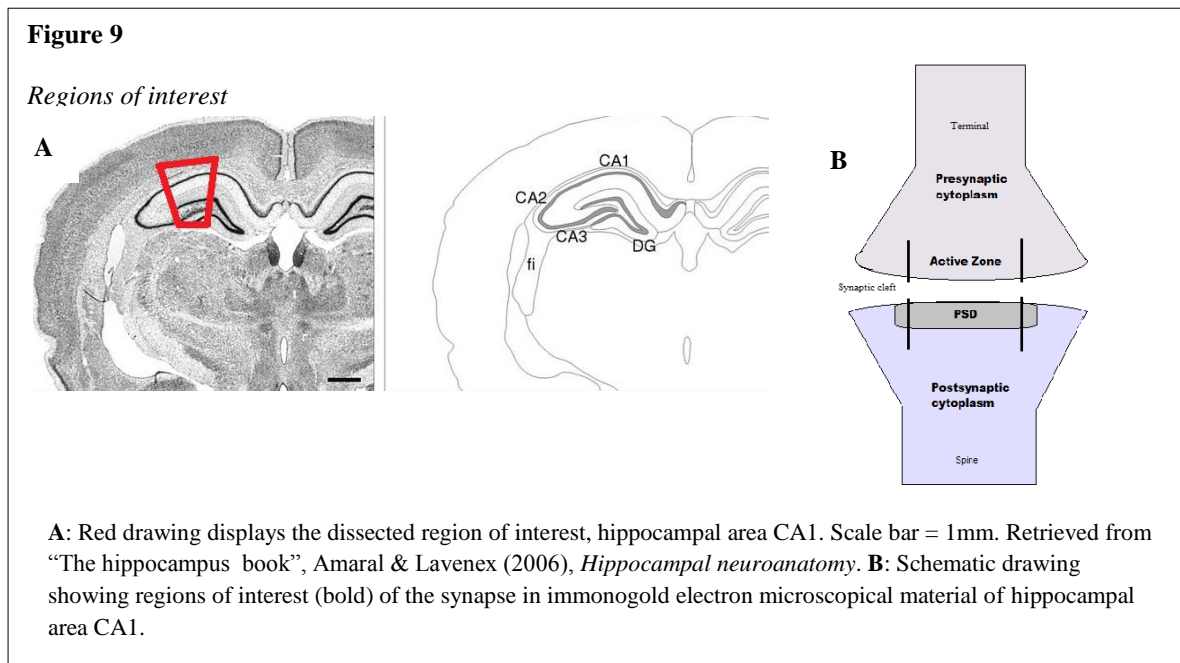 Figure 9
Regions of interest
A
CA1
CA2
CA3
DG
fi
B
Terminal
Presynaptic
cytoplasm
Active Zone
Synaptic cleft
PSD
Postsynaptic
cytoplasm
Spire
A: Red drawing displays the dissected region of interest, hippocampal area CA1. Scale bar = 1mm. Retrieved from
“The hippocampus book”, Amaral & Lavenex (2006), Hippocampal neuroanatomy. B: Schematic drawing
showing regions of interest (bold) of the synapse in immonogold electron microscopical material of hippocampal
area CA1.